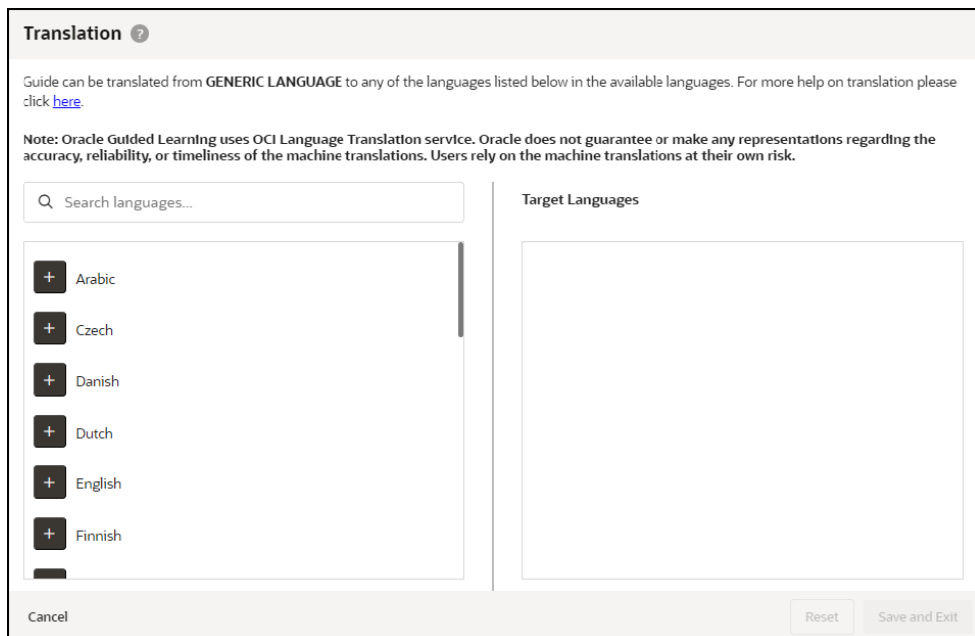 Translation ?
Guide can be translated from GENERIC LANGUAGE to any of the languages listed below in the available languages. For more help on translation please
click here.
Note: Oracle Guided Learning uses OCI Language Translation service. Oracle does not guarantee or make any representations regarding the
accuracy, reliability, or timeliness of the machine translations. Users rely on the machine translations at their own risk.
Search languages...
Target Languages
+ Arabic
+ Czech
+ Danish
+ Dutch
+ English
+ Finnish
Cancel
Reset
Save and Exit